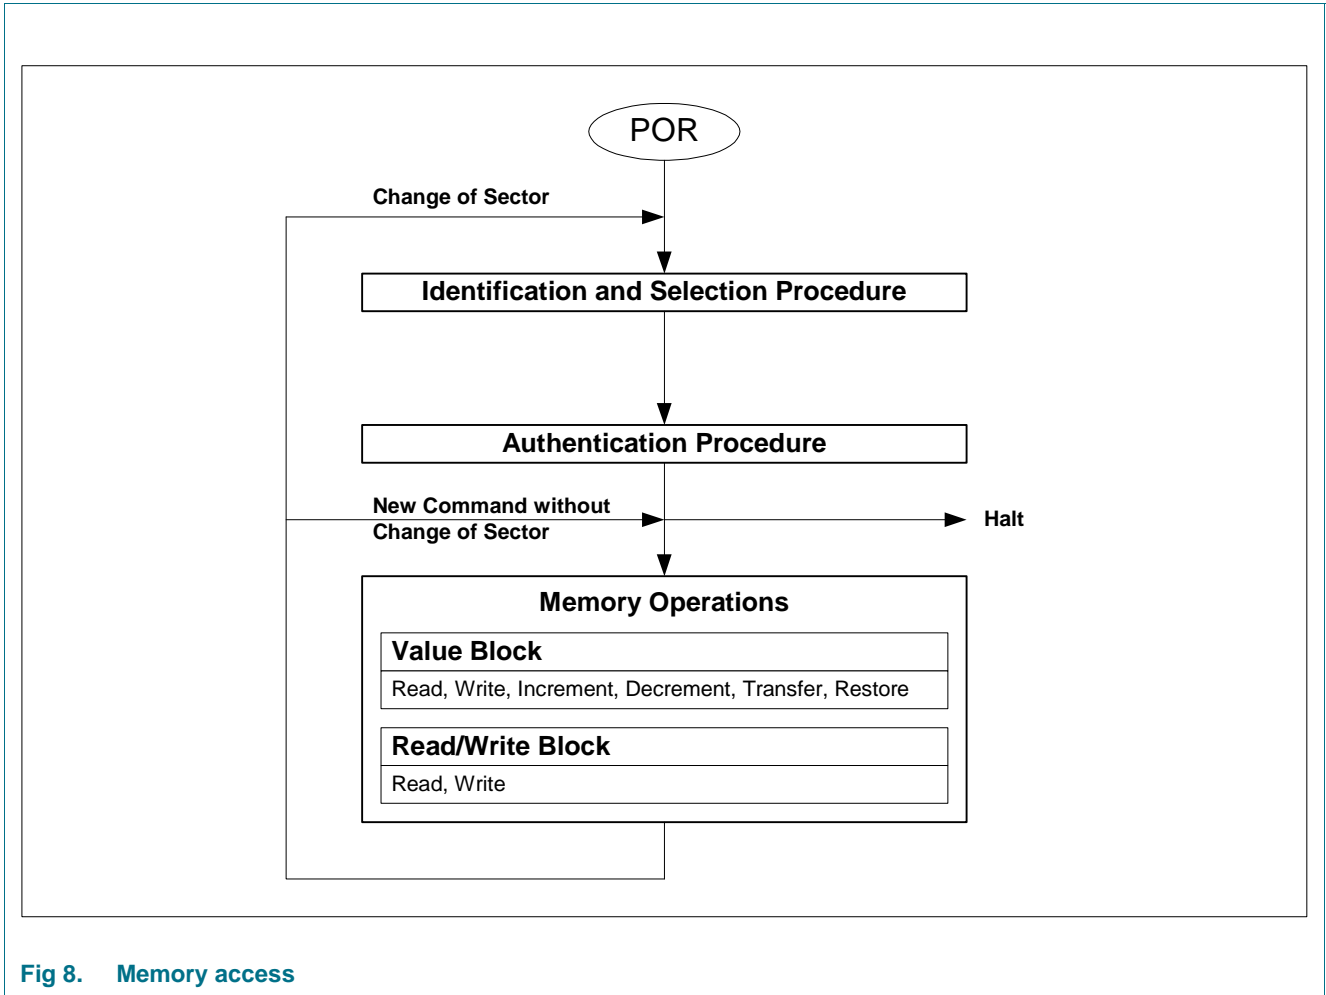 POR
Change of Sector
Identification and Selection Procedure
Authentication Procedure
New Command without
Change of Sector
Halt
Memory Operations
Value Block
Read, Write, Increment, Decrement, Transfer, Restore
Read/Write Block
Read, Write
Fig 8. Memory access